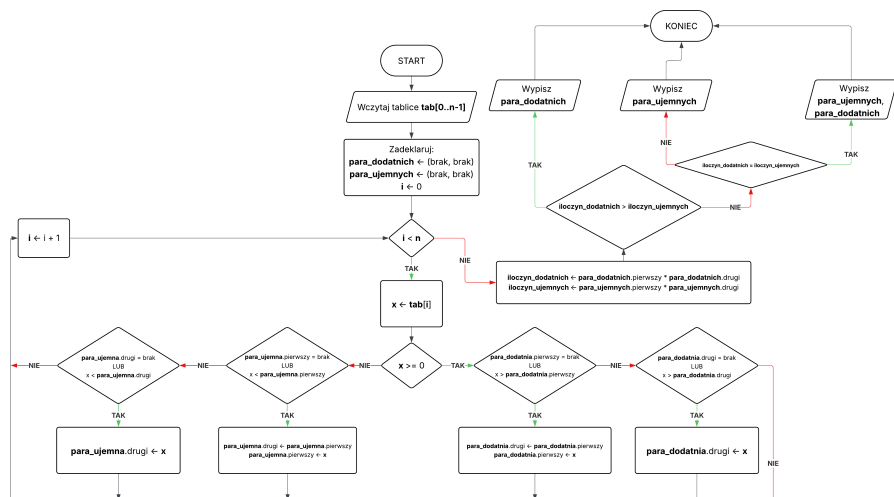 KONIEC
START
Wypisz
para_dodatnich
Wypisz
para_ujemnych
Wypisz
para_ujemnych,
para_dodatnich
Wczytaj tablice tab[0..n-1]
Zadeklaruj:
para_dodatnich ← (brak, brak)
para_ujemnych ← (brak, brak)
i ← 0
TAK
NIE
iloczyn_dodatnich = iloczyn_ujemnych
TAK
iloczyn_dodatnich > iloczyn_ujemnych
NIE
i ← i + 1
i < n
NIE
TAK
iloczyn_dodatnich ← para_dodatnich.pierwszy * para_dodatnich.drugi
iloczyn_ujemnych ← para_ujemnych.pierwszy * para_ujemnych.drugi
x ← tab[i]
NIE
para_ujemna.drugi = brak
LUB
x < para_ujemna.drugi
NIE
para_ujemna.pierwszy = brak
LUB
x < para_ujemna.pierwszy
NIE
x >= 0
TAK
para_dodatnia.pierwszy = brak
LUB
x > para_dodatnia.pierwszy
NIE
para_dodatnia.drugi = brak
LUB
x > para_dodatnia.drugi
TAK
TAK
TAK
TAK
para_ujemna.drugi ← x
para_ujemna.drugi ← para_ujemna.pierwszy
para_ujemna.pierwszy ← x
para_dodatnia.drugi ← para_dodatnia.pierwszy
para_dodatnia.pierwszy ← x
para_dodatnia.drugi ← x
NIE